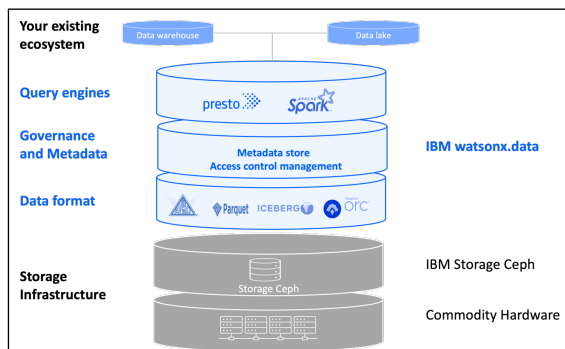 Your existing
ecosystem
Data warehouse
Data lake
Query engines
presto
APACHE
Spark
Governance
and Metadata
Metadata store
Access control management
IBM watsonx.data
Data format
Parquet
ICEBERG
orc
Storage
Infrastructure
Storage Ceph
IBM Storage Ceph
Commodity Hardware